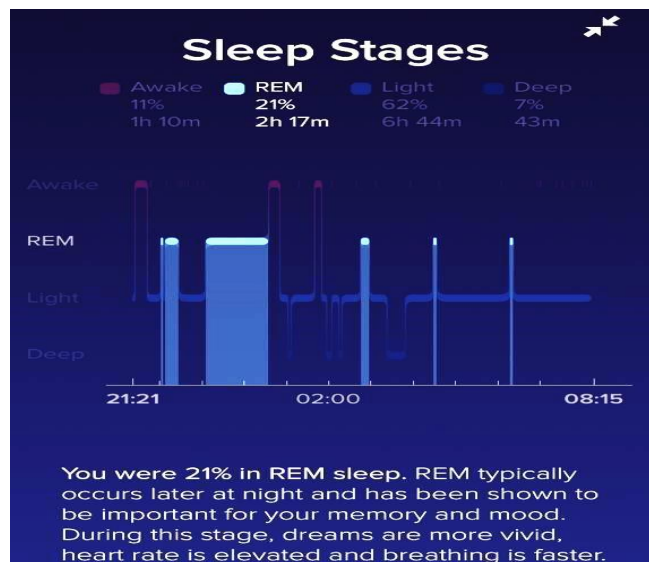 Sleep Stages
Awake REM Light Deep
11% 21% 62% 7%
1h 10m 2h 17m 6h 44m 43m
Awake
REM
Light
Deep
21:21 02:00 08:15
You were 21% in REM sleep. REM typically
occurs later at night and has been shown to
be important for your memory and mood.
During this stage, dreams are more vivid,
heart rate is elevated and breathing is faster.